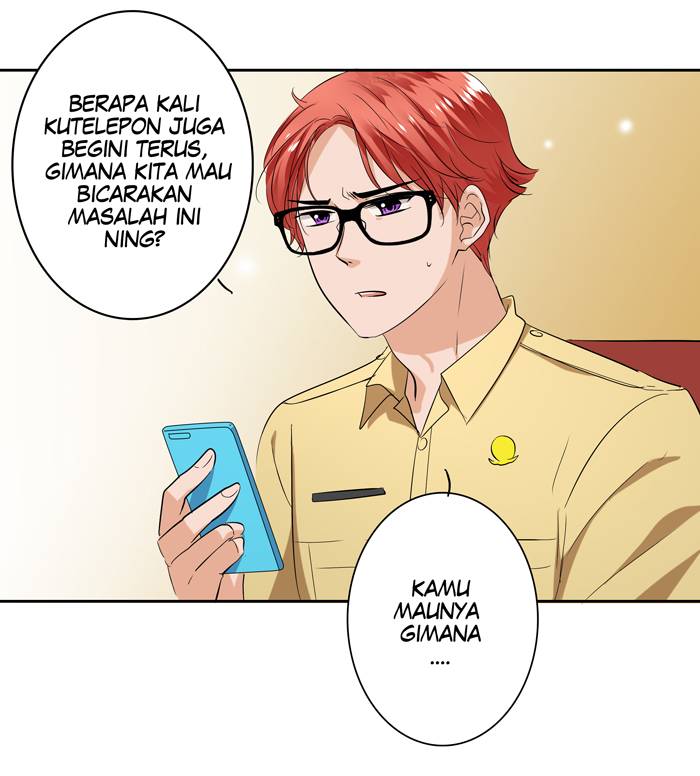 BERAPA KALI
KUTELEPON JUGA
BEGINI TERUS,
GIMANA KITA MAU
BICARAKAN
MASALAH INI
NING?
KAMU
MAUNYA
GIMANA
....